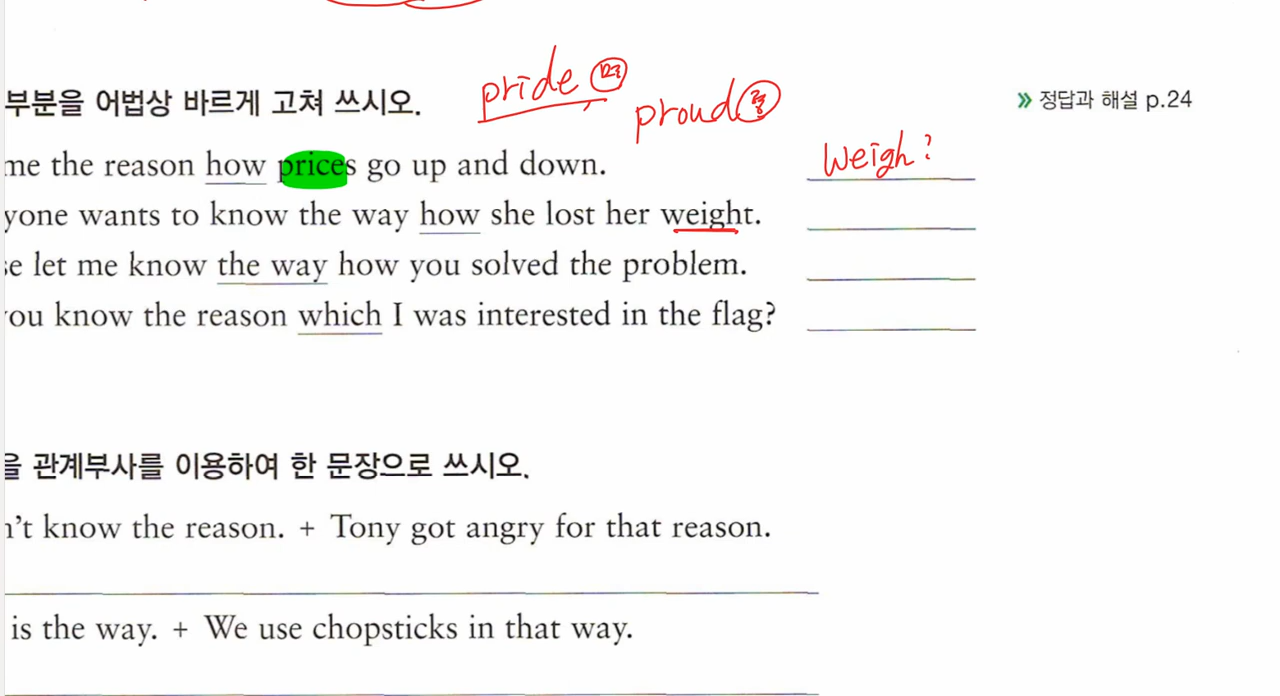 pride 명
proud 형
부분을 어법상 바르게 고쳐 쓰시오.
» 정답과 해설 p.24
me the reason how prices go up and down. Weigh?
yone wants to know the way how she lost her weight.
e let me know the way how you solved the problem.
ou know the reason which I was interested in the flag?
을 관계부사를 이용하여 한 문장으로 쓰시오.
n't know the reason. + Tony got angry for that reason.
is the way. + We use chopsticks in that way.